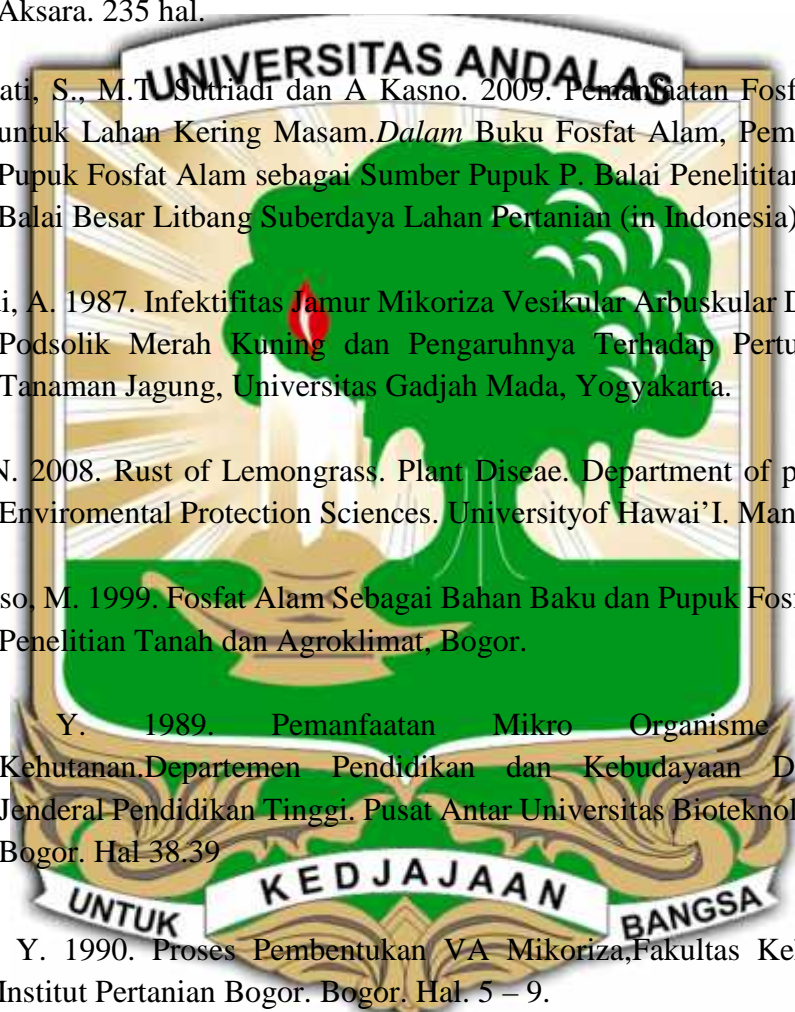 Aksara. 235 hal.
UNIVERSITAS ANDALAS
ati, S., M.T. Sutriadi dan A Kasno. 2009. Pemanfaatan Fosf
untuk Lahan Kering Masam.Dalam Buku Fosfat Alam, Pem
Pupuk Fosfat Alam sebagai Sumber Pupuk P. Balai Penelititan
Balai Besar Litbang Suberdaya Lahan Pertanian (in Indonesia)
i, A. 1987. Infektifitas Jamur Mikoriza Vesikular Arbuskular D
Podsolik Merah Kuning dan Pengaruhnya Terhadap Pertu
Tanaman Jagung, Universitas Gadjah Mada, Yogyakarta.
N. 2008. Rust of Lemongrass. Plant Diseae. Department of p
Enviromental Protection Sciences. Universityof Hawai’I. Man
so, M. 1999. Fosfat Alam Sebagai Bahan Baku dan Pupuk Fosf
Penelitian Tanah dan Agroklimat, Bogor.
Y. 1989. Pemanfaatan Mikro Organisme
Kehutanan.Departemen Pendidikan dan Kebudayaan D
Jenderal Pendidikan Tinggi. Pusat Antar Universitas Bioteknol
Bogor. Hal 38.39
UNTUK KEDJAJAAN BANGSA
Y. 1990. Proses Pembentukan VA Mikoriza,Fakultas Ke
Institut Pertanian Bogor. Bogor. Hal. 5 – 9.